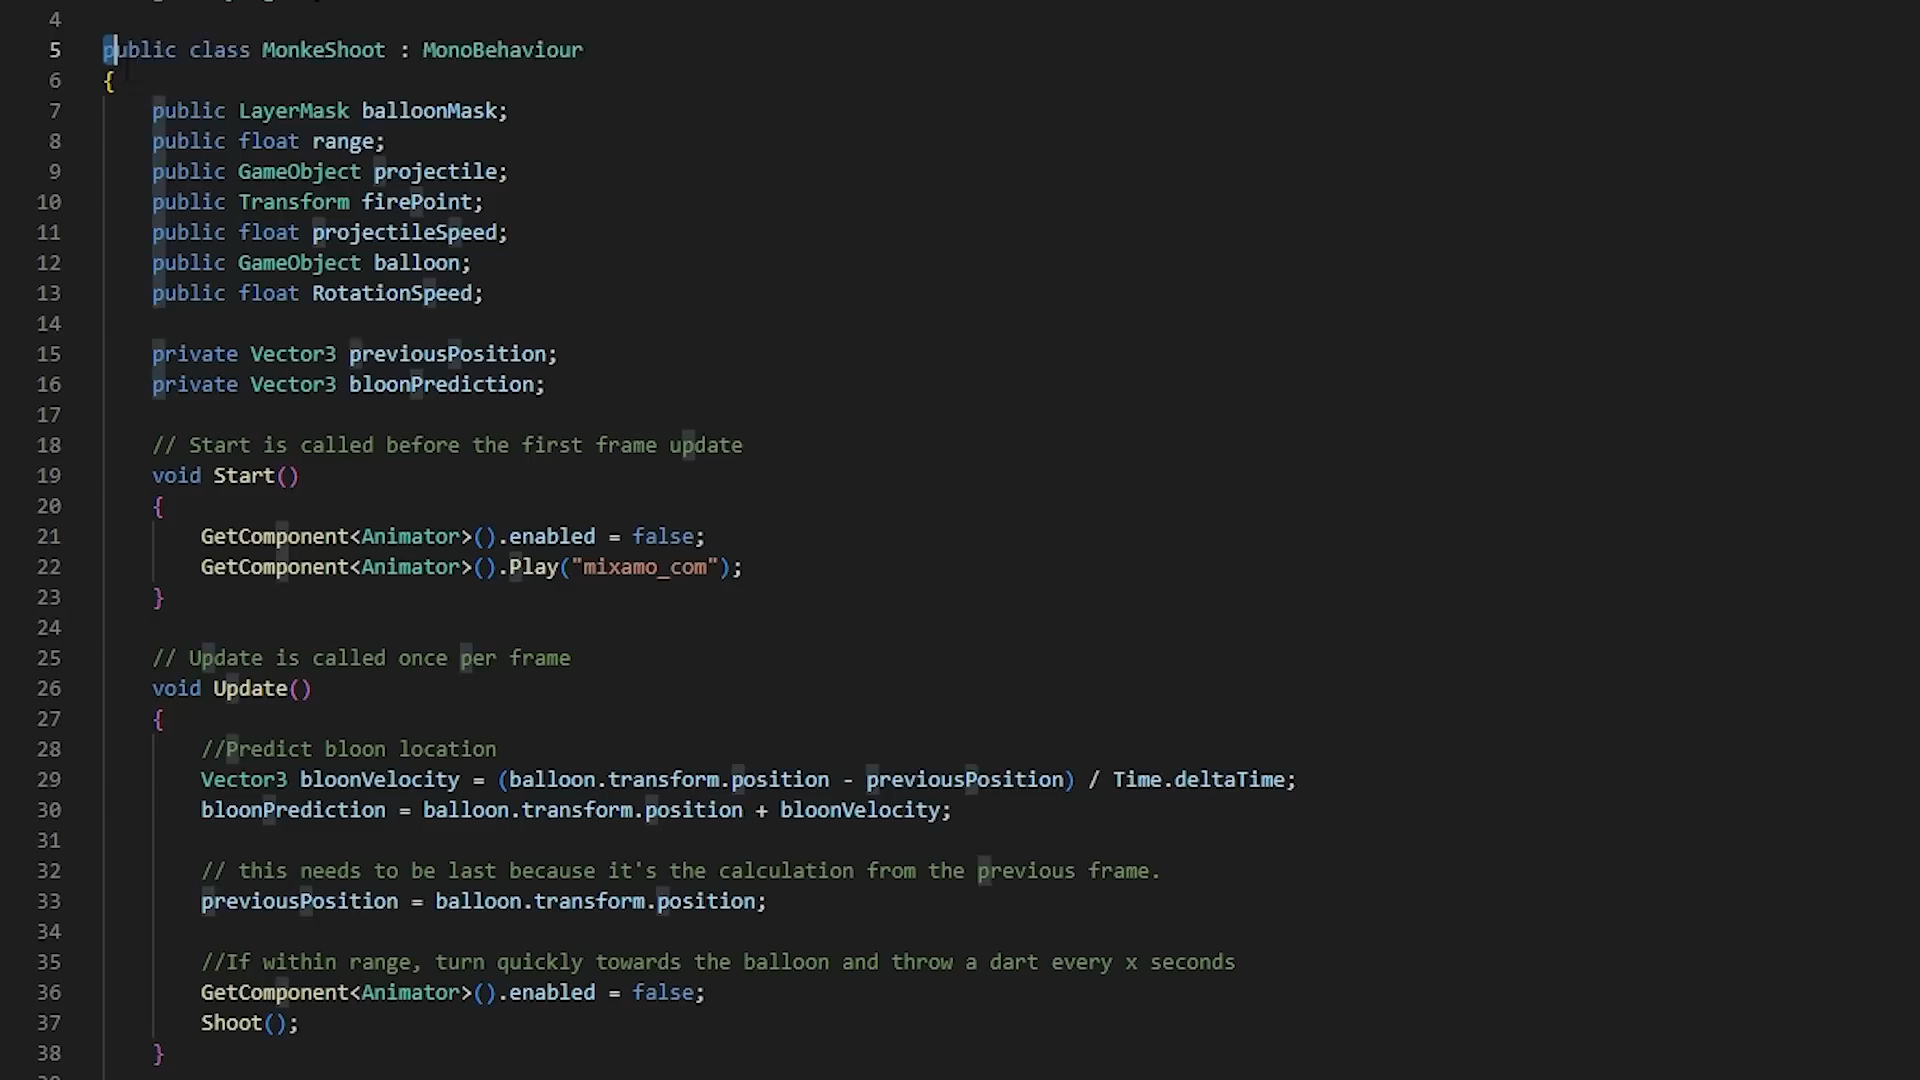 4
5 public class MonkeShoot : MonoBehaviour
6 {
7 public LayerMask balloonMask;
8 public float range;
9 public GameObject projectile;
10 public Transform firePoint;
11 public float projectileSpeed;
12 public GameObject balloon;
13 public float RotationSpeed;
14
15 private Vector3 previousPosition;
16 private Vector3 bloonPrediction;
17
18 // Start is called before the first frame update
19 void Start()
20 {
21 GetComponent<Animator>().enabled = false;
22 GetComponent<Animator>().Play("mixamo_com");
23 }
24
25 // Update is called once per frame
26 void Update()
27 {
28 //Predict bloon location
29 Vector3 bloonVelocity = (balloon.transform.position - previousPosition) / Time.deltaTime;
30 bloonPrediction = balloon.transform.position + bloonVelocity;
31
32 // this needs to be last because it's the calculation from the previous frame.
33 previousPosition = balloon.transform.position;
34
35 //If within range, turn quickly towards the balloon and throw a dart every x seconds
36 GetComponent<Animator>().enabled = false;
37 Shoot();
38 }